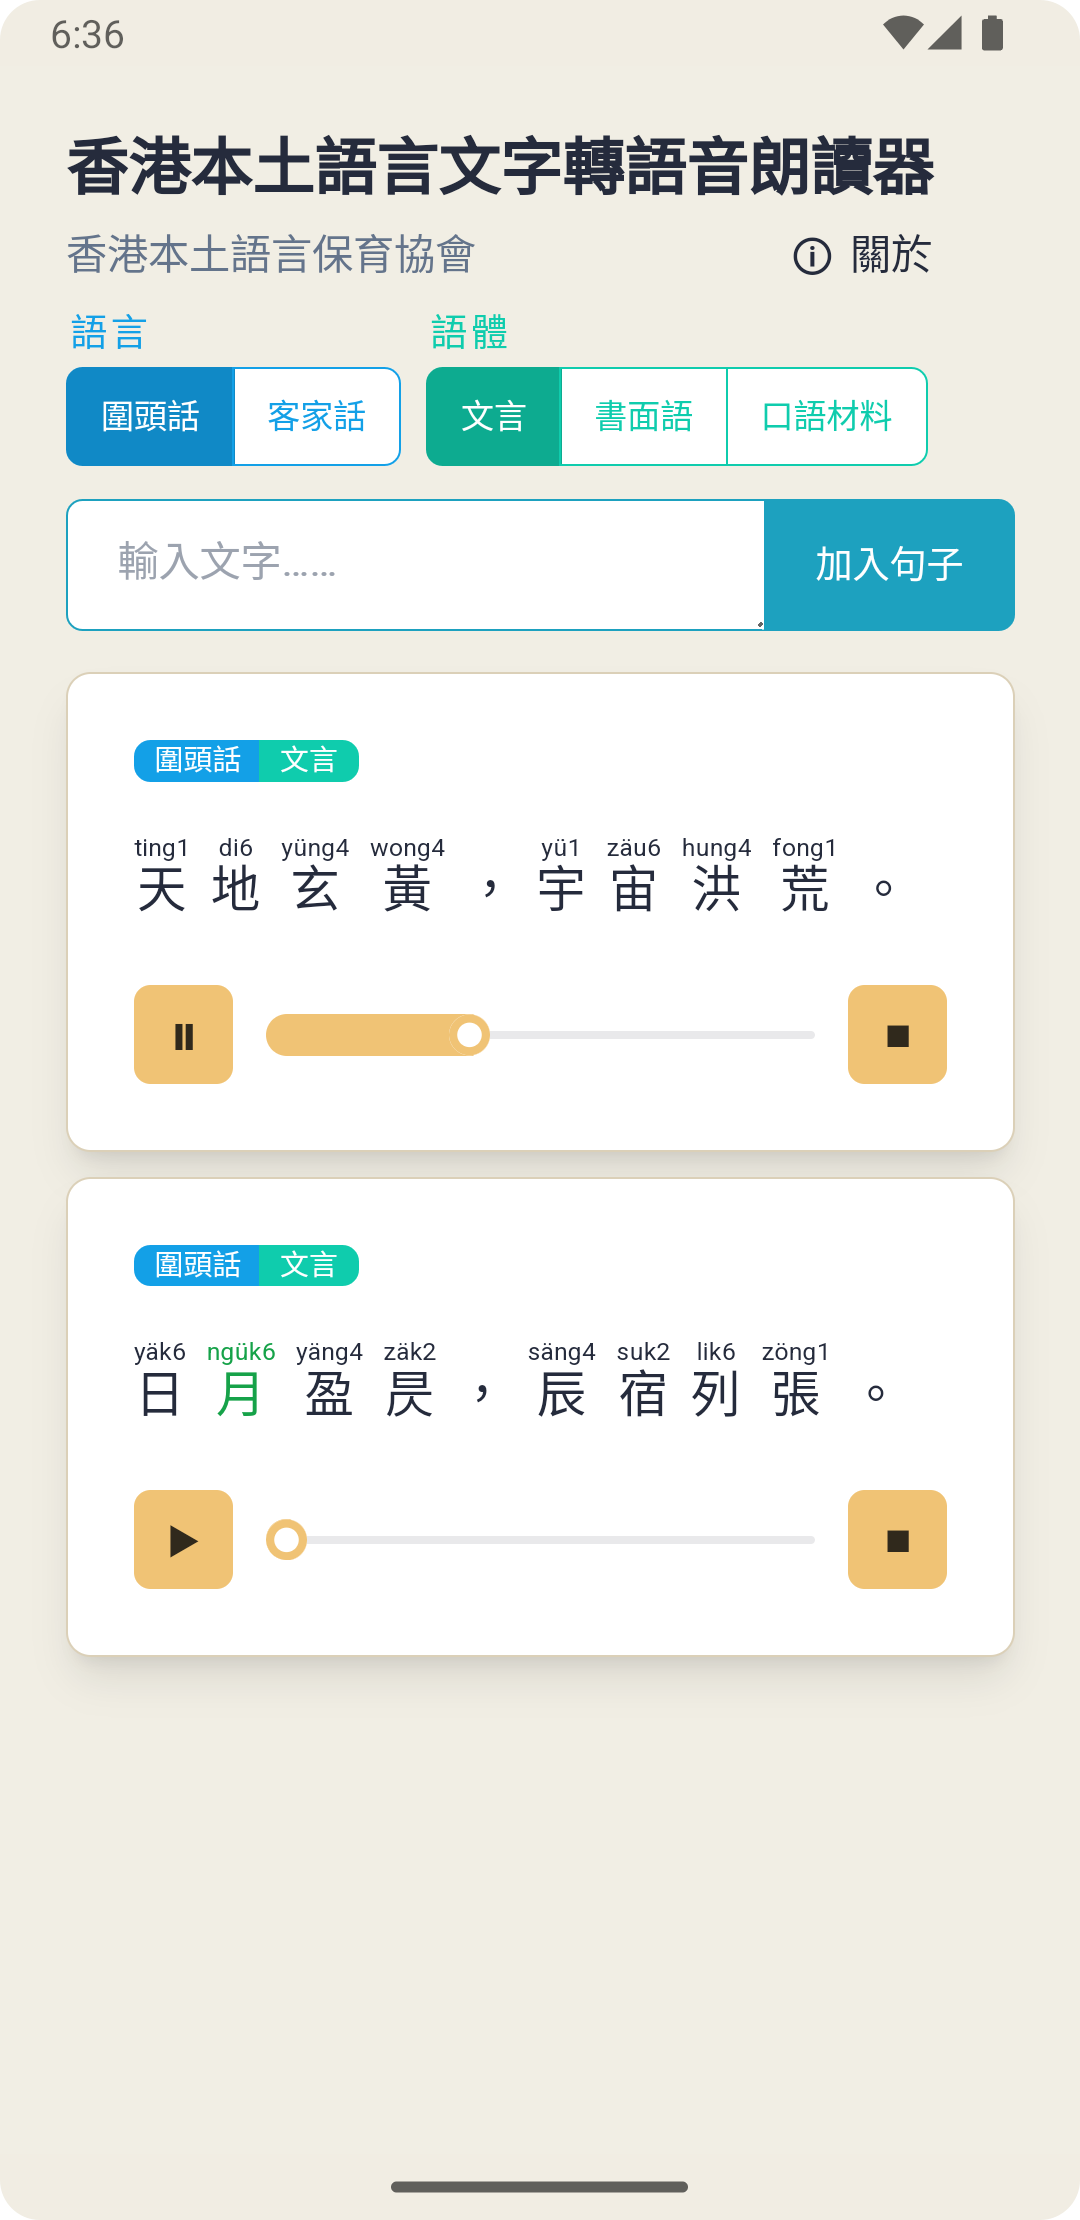 6:36
香港本土語言文字轉語音朗讀器
香港本土語言保育協會
關於
語言
語體
圍頭話 客家話
文言 書面語 口語材料
輸入文字……
加入句子
圍頭話 文言
ting1 di6 yüng4 wong4 yü1 zäu6 hung4 fong1
天地玄黃，宇宙洪荒。
圍頭話 文言
yäk6 ngük6 yäng4 zäk2 säng4 suk2 lik6 zöng1
日月盈昃，辰宿列張。